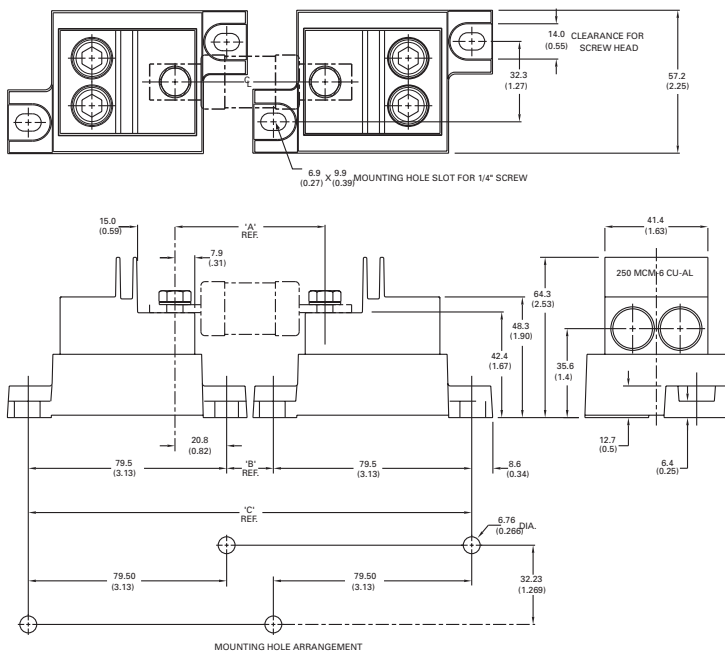 14.0
(0.55)
CLEARANCE FOR
SCREW HEAD
32.3
(1.27)
57.2
(2.25)
C
L
6.9
(0.27)
X
9.9
(0.39)
MOUNTING HOLE SLOT FOR 1/4" SCREW
15.0
(0.59)
'A'
REF.
7.9
(.31)
41.4
(1.63)
250 MCM-6 CU-AL
64.3
(2.53)
48.3
(1.90)
42.4
(1.67)
35.6
(1.4)
20.8
(0.82)
12.7
(0.5)
6.4
(0.25)
79.5
(3.13)
'B'
REF.
79.5
(3.13)
8.6
(0.34)
'C'
REF.
6.76
(0.266)
DIA.
79.50
(3.13)
79.50
(3.13)
32.23
(1.269)
MOUNTING HOLE ARRANGEMENT